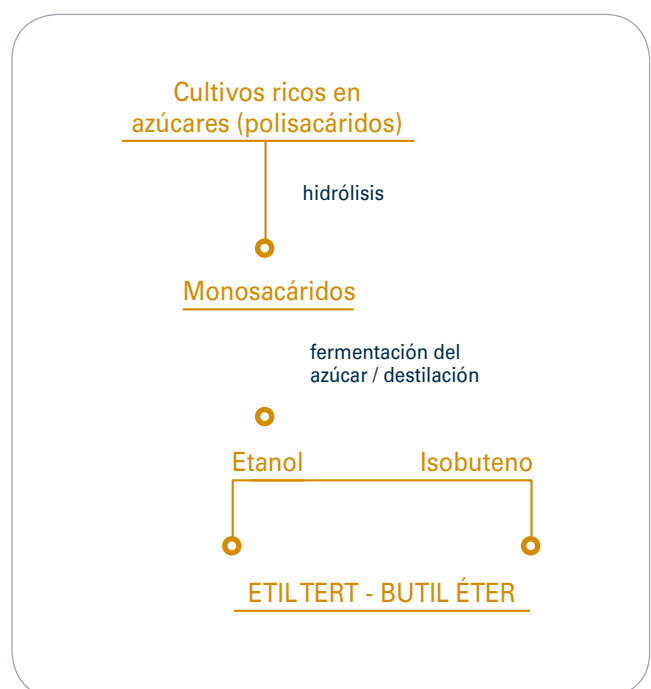 Cultivos ricos en
azúcares (polisacáridos)
hidrólisis
Monosacáridos
fermentación del
azúcar / destilación
Etanol
Isobuteno
ETIL TERT - BUTIL ÉTER